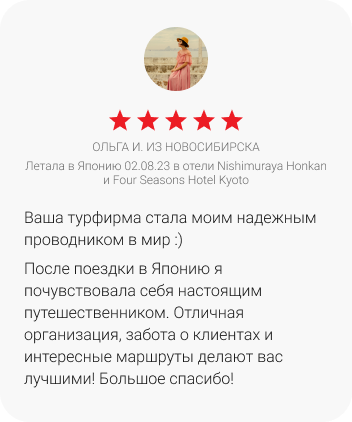 ОЛЬГА И. ИЗ НОВОСИБИРСКА
Летала в Японию 02.08.23 в отели Nishimuraya Honkan
и Four Seasons Hotel Kyoto
Ваша турфирма стала моим надежным
проводником в мир :)
После поездки в Японию я
почувствовала себя настоящим
путешественником. Отличная
организация, забота о клиентах и
интересные маршруты делают вас
лучшими! Большое спасибо!